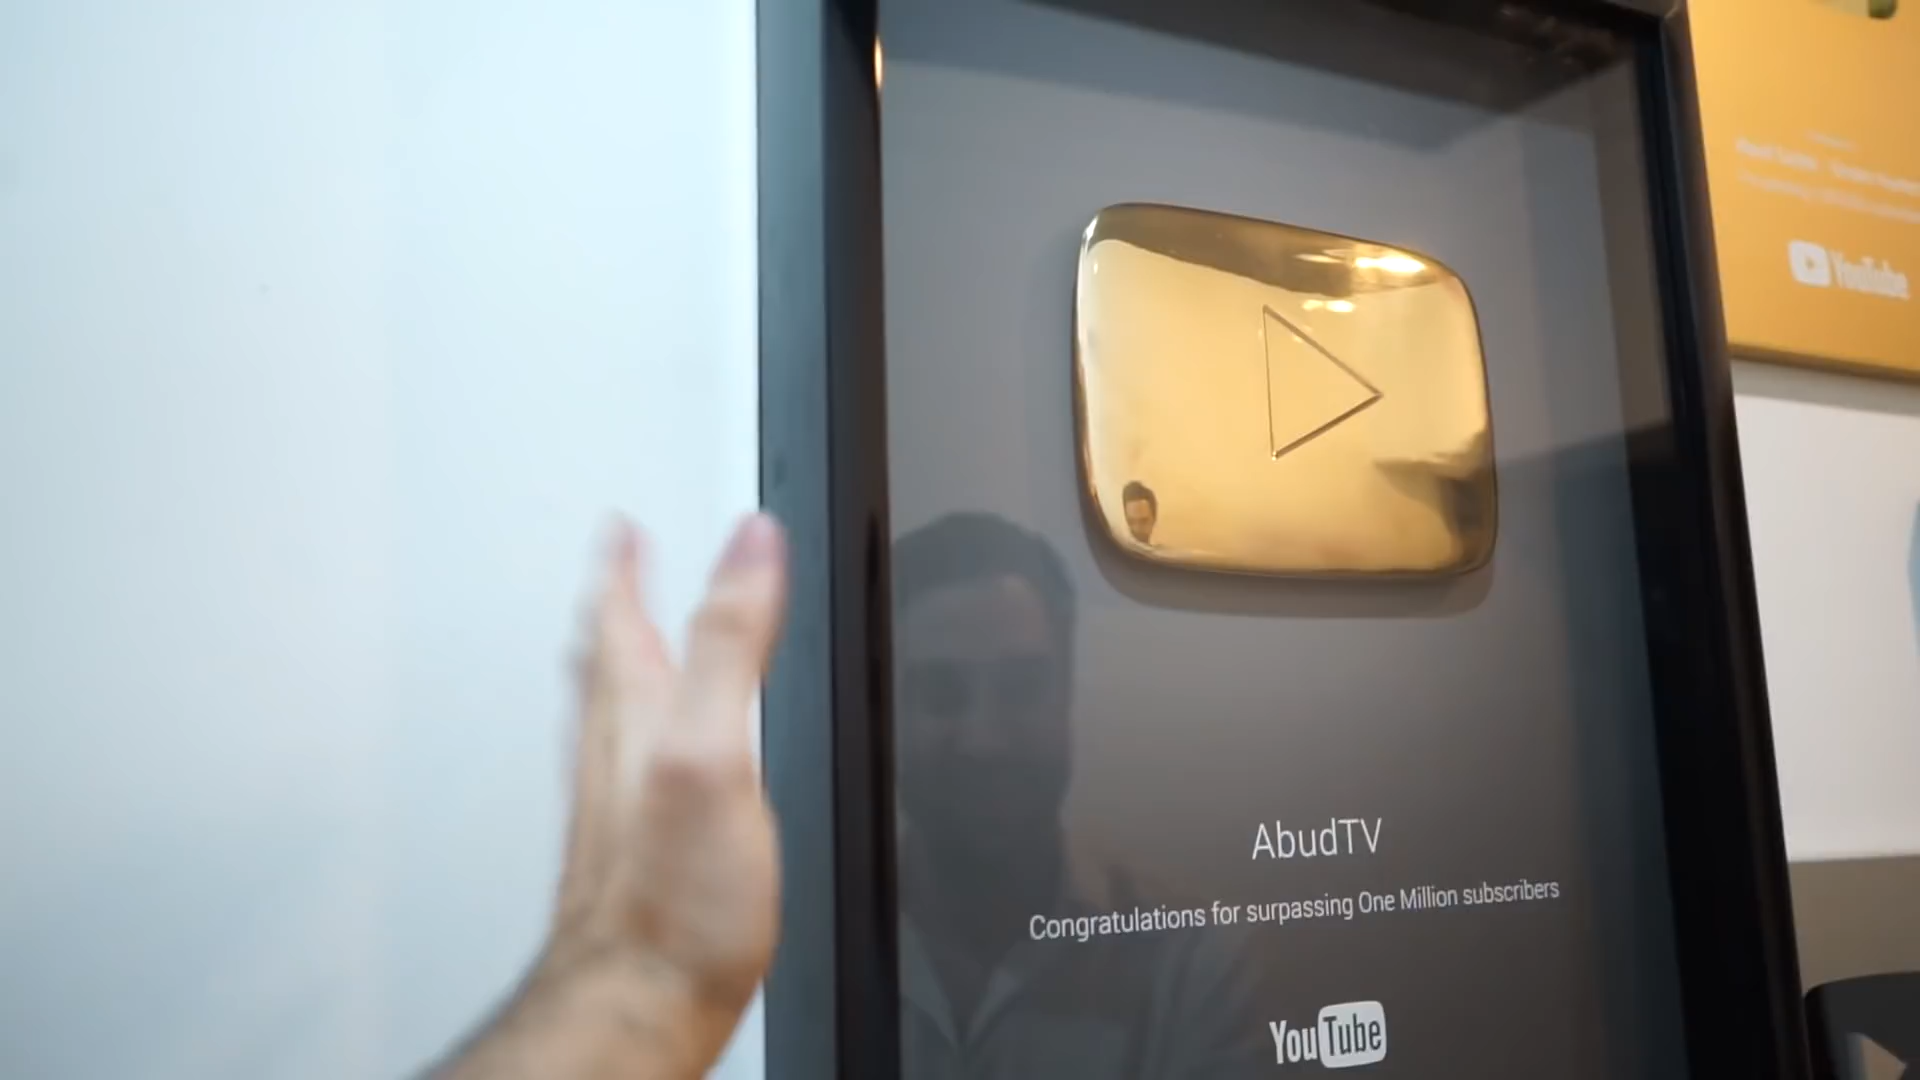 AbudTV
Congratulations for surpassing One Million subscribers
YouTube
YouTube